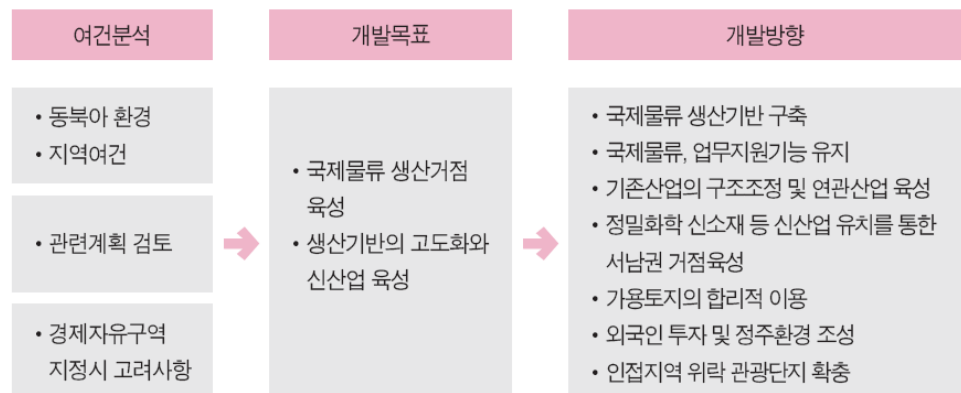 여건분석
• 동북아 환경
• 지역여건
• 관련계획 검토
• 경제자유구역
지정시 고려사항
개발목표
• 국제물류 생산거점
육성
• 생산기반의 고도화와
신산업 육성
개발방향
• 국제물류 생산기반 구축
• 국제물류, 업무지원기능 유지
• 기존산업의 구조조정 및 연관산업 육성
• 정밀화학 신소재 등 신산업 유치를 통한
서남권 거점육성
• 가용토지의 합리적 이용
• 외국인 투자 및 정주환경 조성
• 인접지역 위락 관광단지 확충